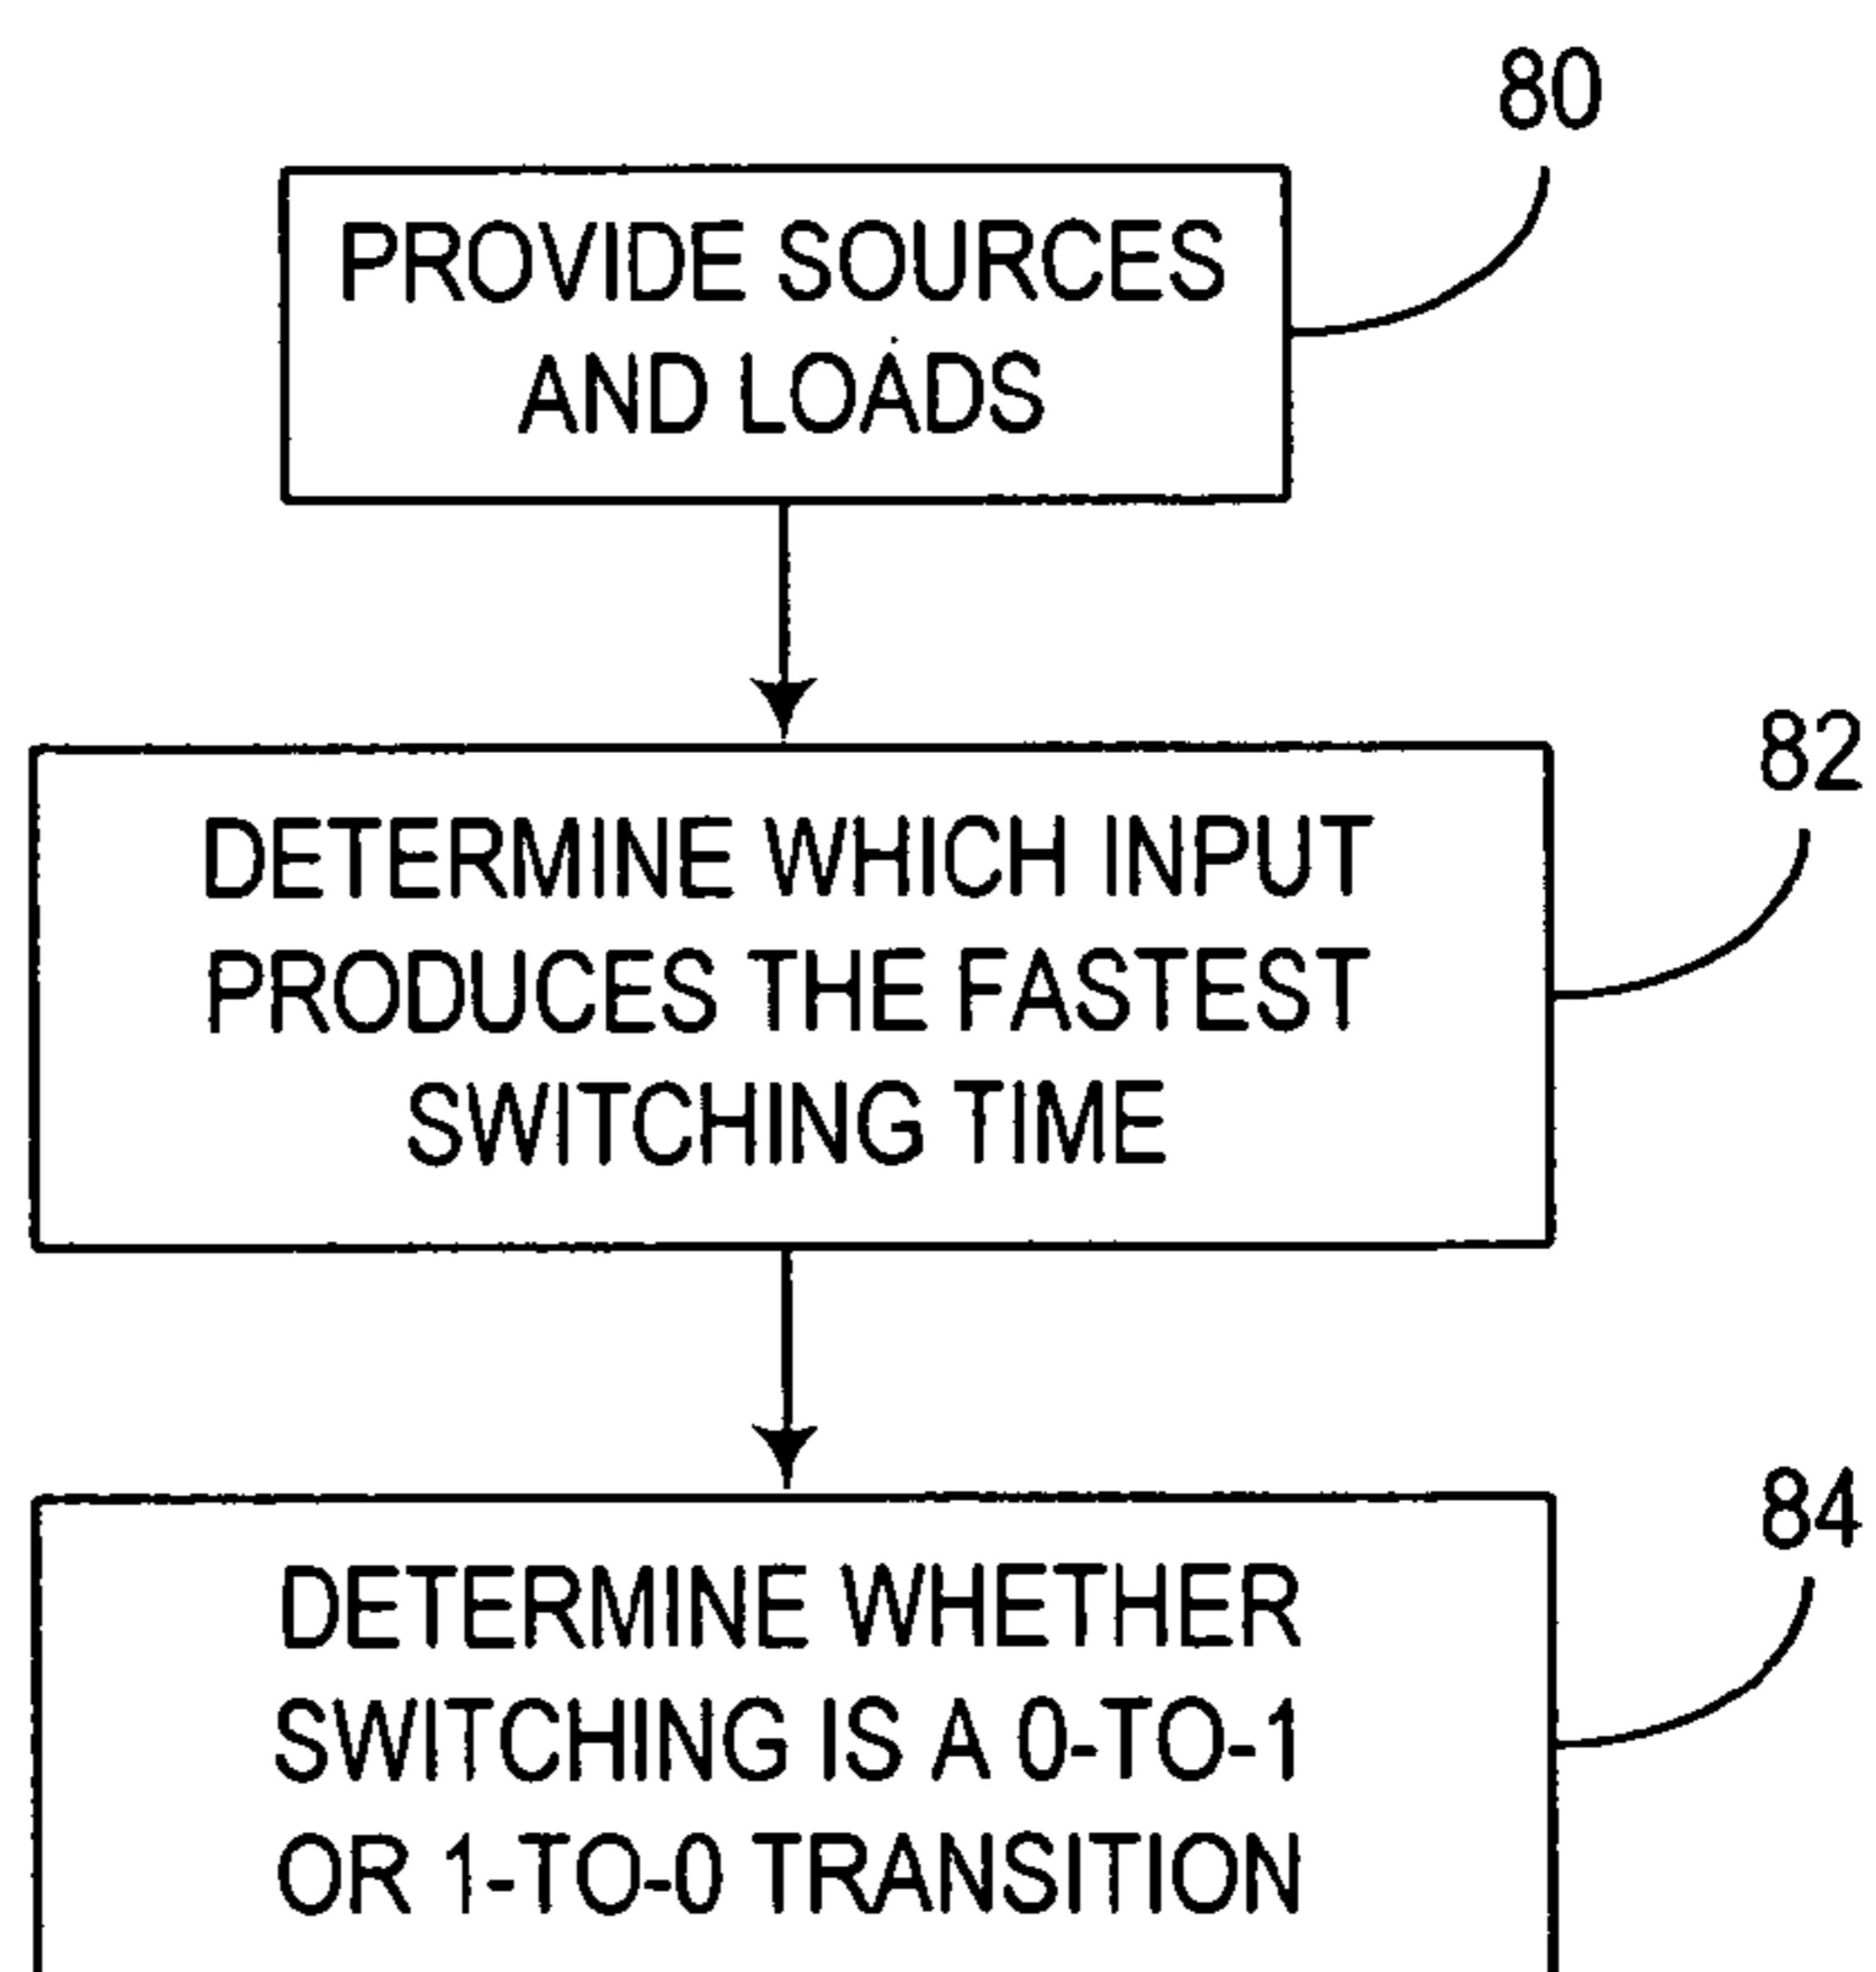 80
PROVIDE SOURCES
AND LOADS
82
DETERMINE WHICH INPUT
PRODUCES THE FASTEST
SWITCHING TIME
84
DETERMINE WHETHER
SWITCHING IS A 0-TO-1
OR 1-TO-0 TRANSITION